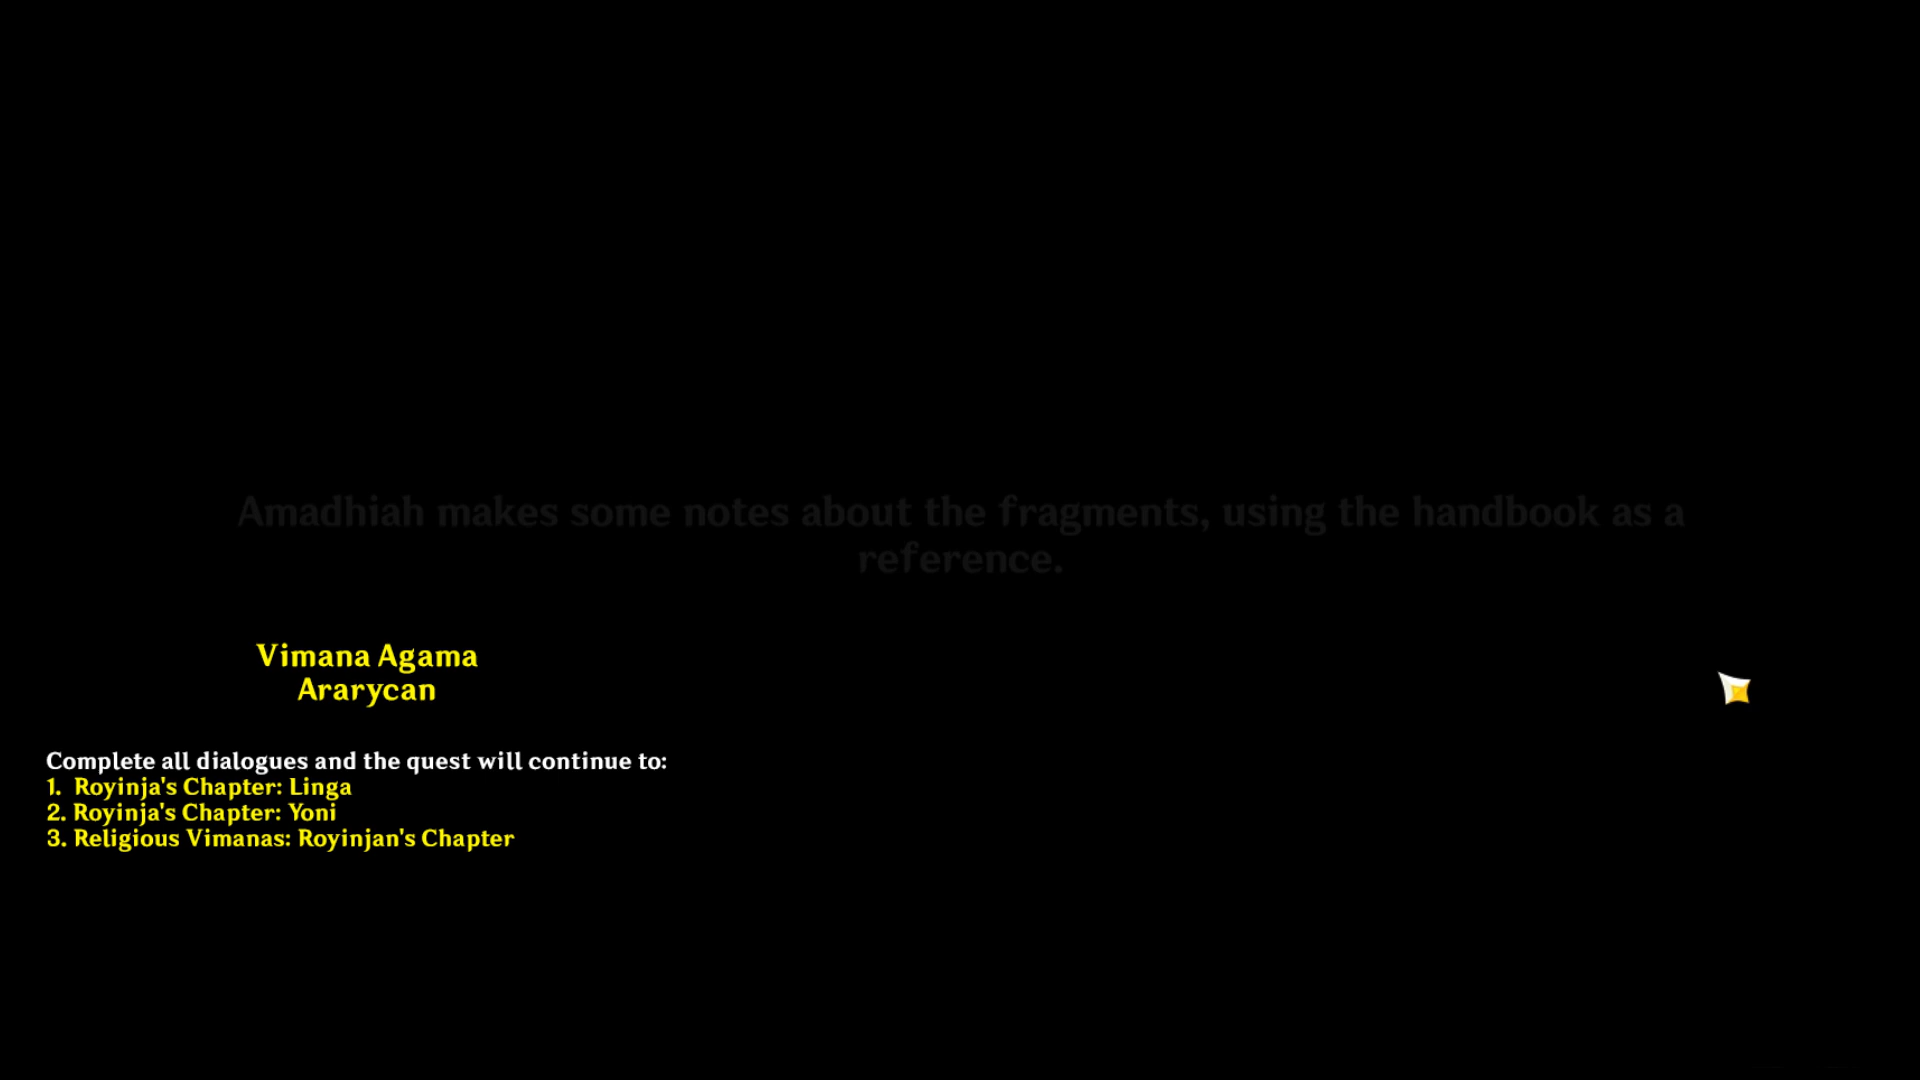 Amadhiah makes some notes about the fragments, using the handbook as a
reference.
Vimana Agama
Ararycan
Complete all dialogues and the quest will continue to:
1. Royinja's Chapter: Linga
2. Royinja's Chapter: Yoni
3. Religious Vimanas: Royinjan's Chapter